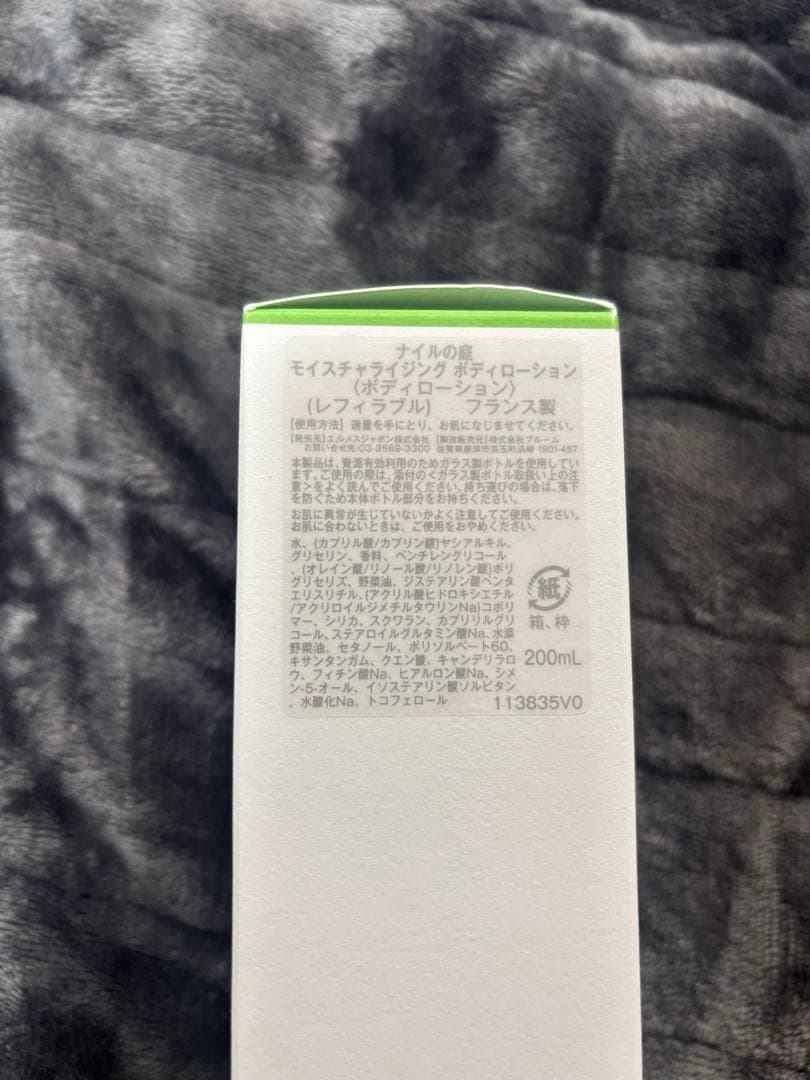 ナイルの庭
モイスチャライジング ボディローション
〈ボディローション〉
(レフィラブル) フランス製
【使用方法】適量を手にとり、お肌になじませてください。
【発売元】エルメスジャポン株式会社 【製造販売元】株式会社ブルーム
お問い合せ先:03-3569-3300 佐賀県唐津市浜玉町浜崎 1901-457
本製品は、資源有効利用のためガラス製ボトルを使用してい
ます。ご使用の際は、添付の<ガラス製ボトル取扱い上の注
意>をよく読んでご使用ください。持ち運びの場合は、落下
を防ぐため本体ボトル部分をお持ちください。
お肌に異常が生じていないかよく注意してご使用ください。
お肌に合わないときは、ご使用をおやめください。
水、(カプリル酸/カプリン酸)ヤシアルキル、
グリセリン、香料、ペンチレングリコール
、(オレイン酸/リノール酸/リノレン酸)ポリ
グリセリズ、野菜油、ジステアリン酸ペンタ
エリスリチル、(アクリル酸ヒドロキシエチル
/アクリロイルジメチルタウリンNa)コポリ
マー、シリカ、スクワラン、カプリリルグリ
コール、ステアロイルグルタミン酸Na、水添
野菜油、セタノール、ポリソルベート60、
キサンタンガム、クエン酸、キャンデリラロ
ウ、フィチン酸Na、ヒアルロン酸Na、シメ
ン-5-オール、イソステアリン酸ソルビタン
、水酸化Na、トコフェロール
紙
箱、枠
200mL
113835V0